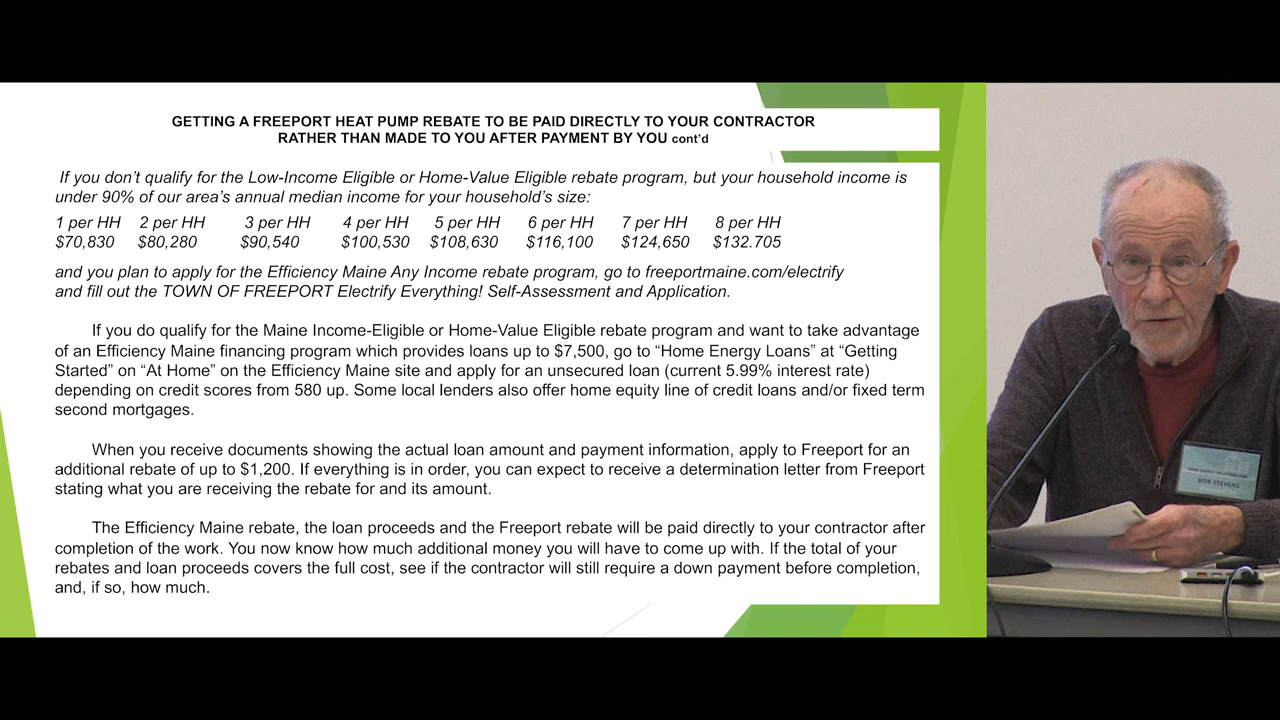 GETTING A FREEPORT HEAT PUMP REBATE TO BE PAID DIRECTLY TO YOUR CONTRACTOR
RATHER THAN MADE TO YOU AFTER PAYMENT BY YOU cont'd
If you don't qualify for the Low-Income Eligible or Home-Value Eligible rebate program, but your household income is
under 90% of our area's annual median income for your household's size:
1 per HH 2 per HH 3 per HH 4 per HH 5 per HH 6 per HH 7 per HH 8 per HH
$70,830 $80,280 $90,540 $100,530 $108,630 $116,100 $124,650 $132.705
and you plan to apply for the Efficiency Maine Any Income rebate program, go to freeportmaine.com/electrify
and fill out the TOWN OF FREEPORT Electrify Everything! Self-Assessment and Application.
If you do qualify for the Maine Income-Eligible or Home-Value Eligible rebate program and want to take advantage
of an Efficiency Maine financing program which provides loans up to $7,500, go to “Home Energy Loans” at “Getting
Started” on “At Home” on the Efficiency Maine site and apply for an unsecured loan (current 5.99% interest rate)
depending on credit scores from 580 up. Some local lenders also offer home equity line of credit loans and/or fixed term
second mortgages.
When you receive documents showing the actual loan amount and payment information, apply to Freeport for an
additional rebate of up to $1,200. If everything is in order, you can expect to receive a determination letter from Freeport
stating what you are receiving the rebate for and its amount.
The Efficiency Maine rebate, the loan proceeds and the Freeport rebate will be paid directly to your contractor after
completion of the work. You now know how much additional money you will have to come up with. If the total of your
rebates and loan proceeds covers the full cost, see if the contractor will still require a down payment before completion,
and, if so, how much.
BOB STEVENS